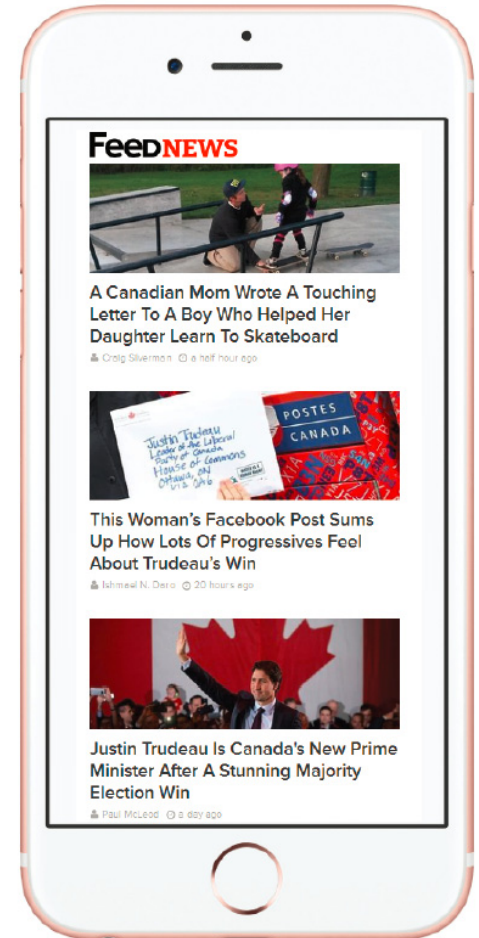 FeedNEWS
A Canadian Mom Wrote A Touching
Letter To A Boy Who Helped Her
Daughter Learn To Skateboard
Craig Silverman a half hour ago
Justin Trudeau
Leader of the Liberal
Party of Canada
House of Commons
Ottawa, ON
K1A 0A6
POSTES
CANADA
This Woman's Facebook Post Sums
Up How Lots Of Progressives Feel
About Trudeau's Win
Ishmael N. Daro 20 hours ago
Justin Trudeau Is Canada's New Prime
Minister After A Stunning Majority
Election Win
Paul McLeod a day ago